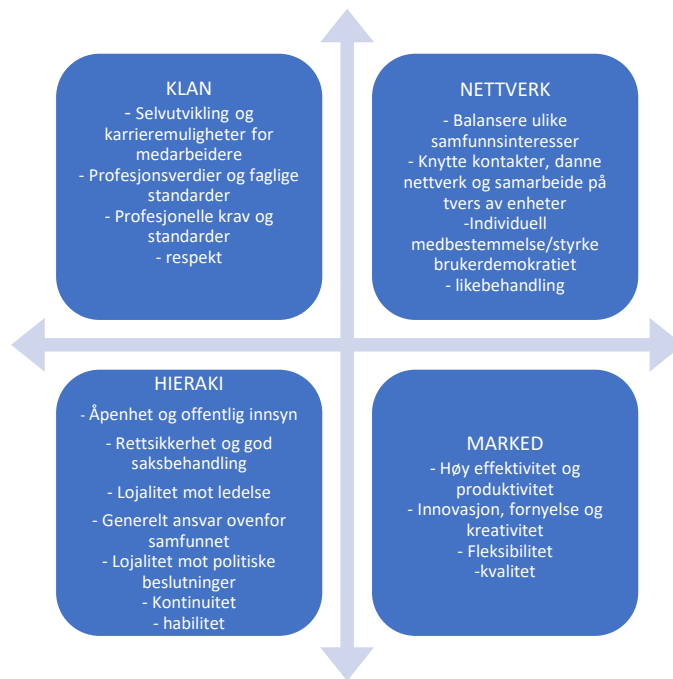 KLAN
- Selvutvikling og
karrieremuligheter for
medarbeidere
- Profesjonsverdier og faglige
standarder
- Profesjonelle krav og
standarder
- respekt
NETTVERK
- Balansere ulike
samfunnsinteresser
- Knytte kontakter, danne
nettverk og samarbeide på
tvers av enheter
-Individuell
medbestemmelse/styrke
brukerdemokratiet
- likebehandling
HIERAKI
- Åpenhet og offentlig innsyn
- Rettsikkerhet og god
saksbehandling
- Lojalitet mot ledelse
- Generelt ansvar ovenfor
samfunnet
- Lojalitet mot politiske
beslutninger
- Kontinuitet
- habilitet
MARKED
- Høy effektivitet og
produktivitet
- Innovasjon, fornyelse og
kreativitet
- Fleksibilitet
-kvalitet